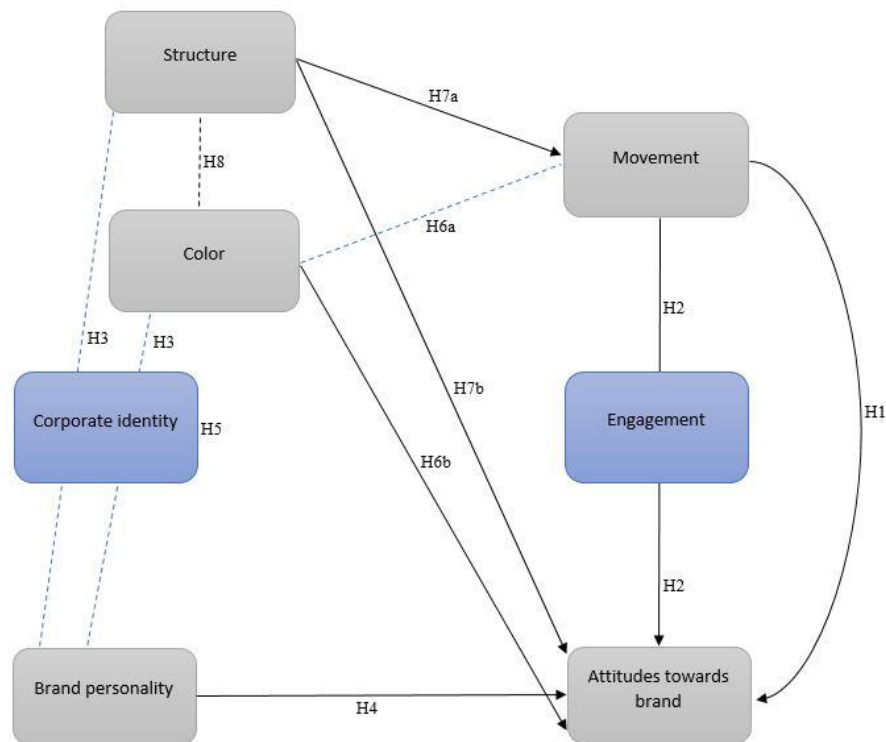 Structure
H7a
Movement
H8
H6a
Color
H2
H3
H3
H7b
Corporate identity
H5
Engagement
H1
H6b
H2
Brand personality
Attitudes towards
brand
H4